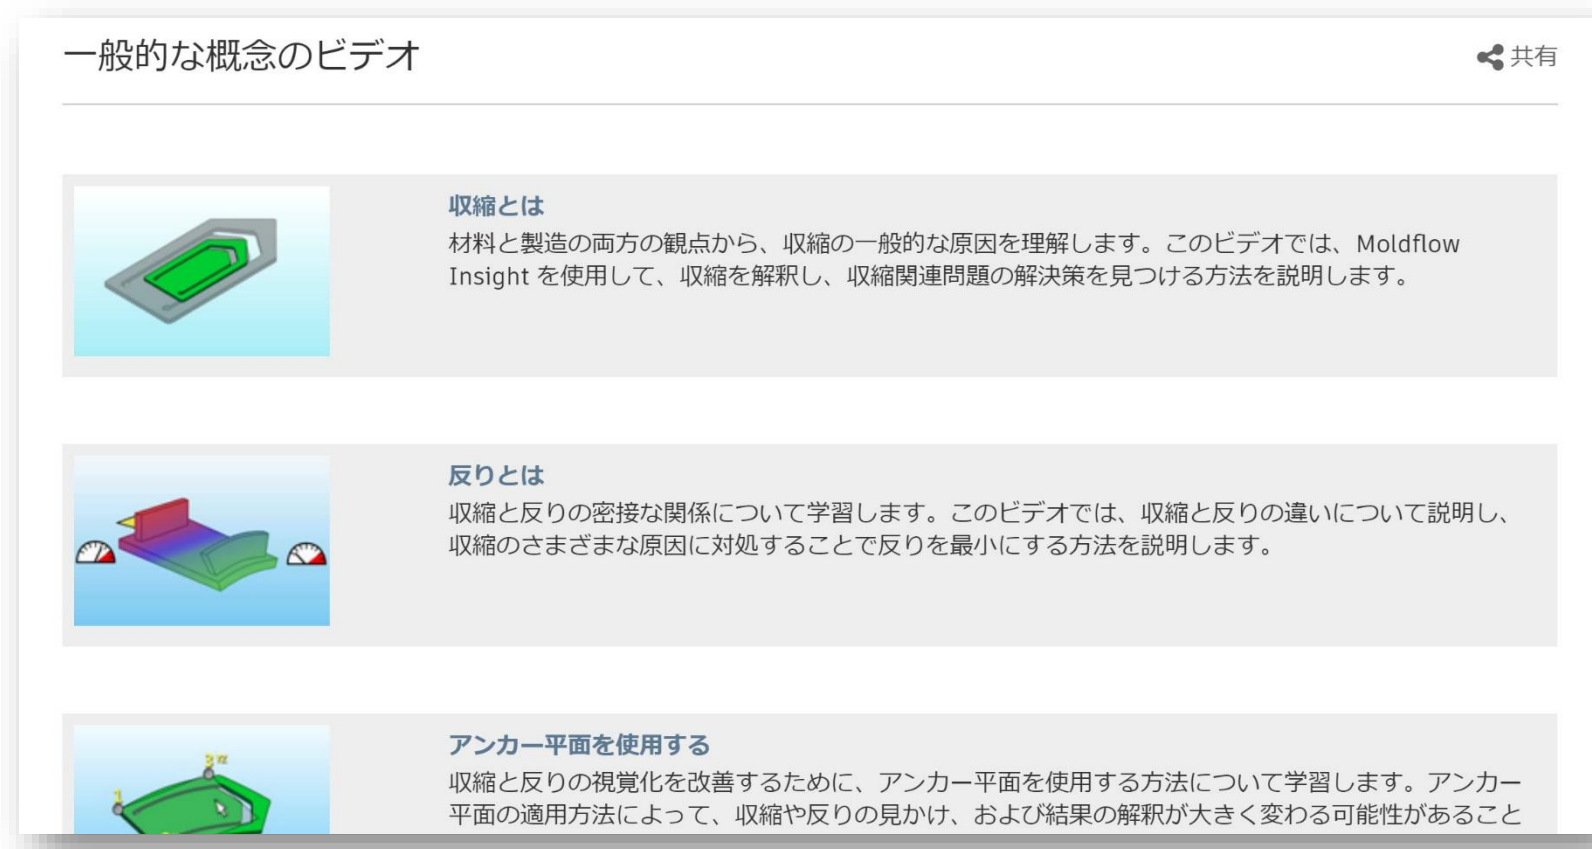 一般的な概念のビデオ
共有
収縮とは
材料と製造の両方の観点から、収縮の一般的な原因を理解します。このビデオでは、Moldflow
Insight を使用して、収縮を解釈し、収縮関連問題の解決策を見つける方法を説明します。
反りとは
収縮と反りの密接な関係について学習します。このビデオでは、収縮と反りの違いについて説明し、
収縮のさまざまな原因に対処することで反りを最小にする方法を説明します。
アンカー平面を使用する
収縮と反りの視覚化を改善するために、アンカー平面を使用する方法について学習します。アンカー
平面の適用方法によって、収縮や反りの見かけ、および結果の解釈が大きく変わる可能性があること
3
1